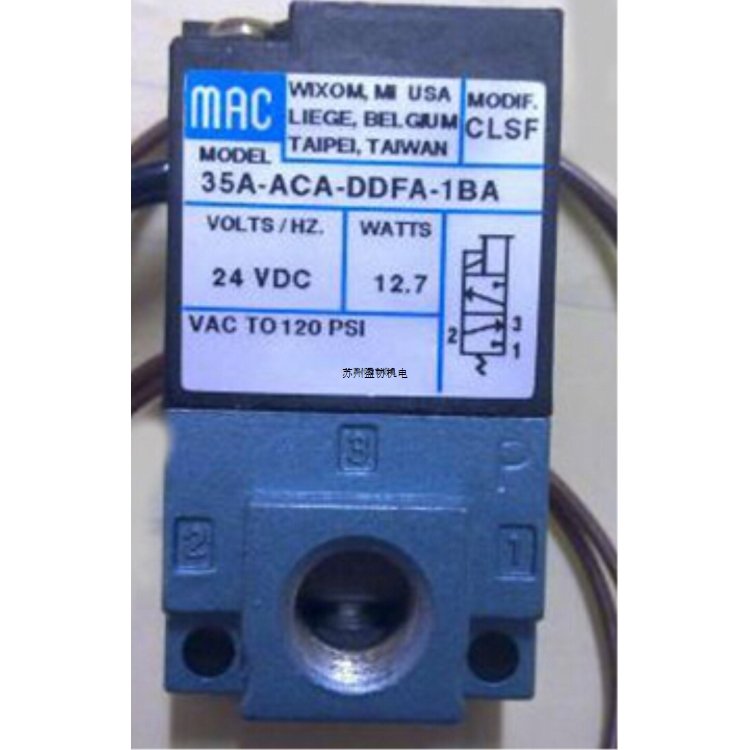 MAC
WIXOM, MI USA
LIEGE, BELGIUM
TAIPEI, TAIWAN
MODIF.
CLSF
MODEL
35A-ACA-DDFA-1BA
VOLTS / HZ.
24 VDC
WATTS
12.7
VAC TO 120 PSI
2
3
1
苏州盈协机电
3
P
2
1